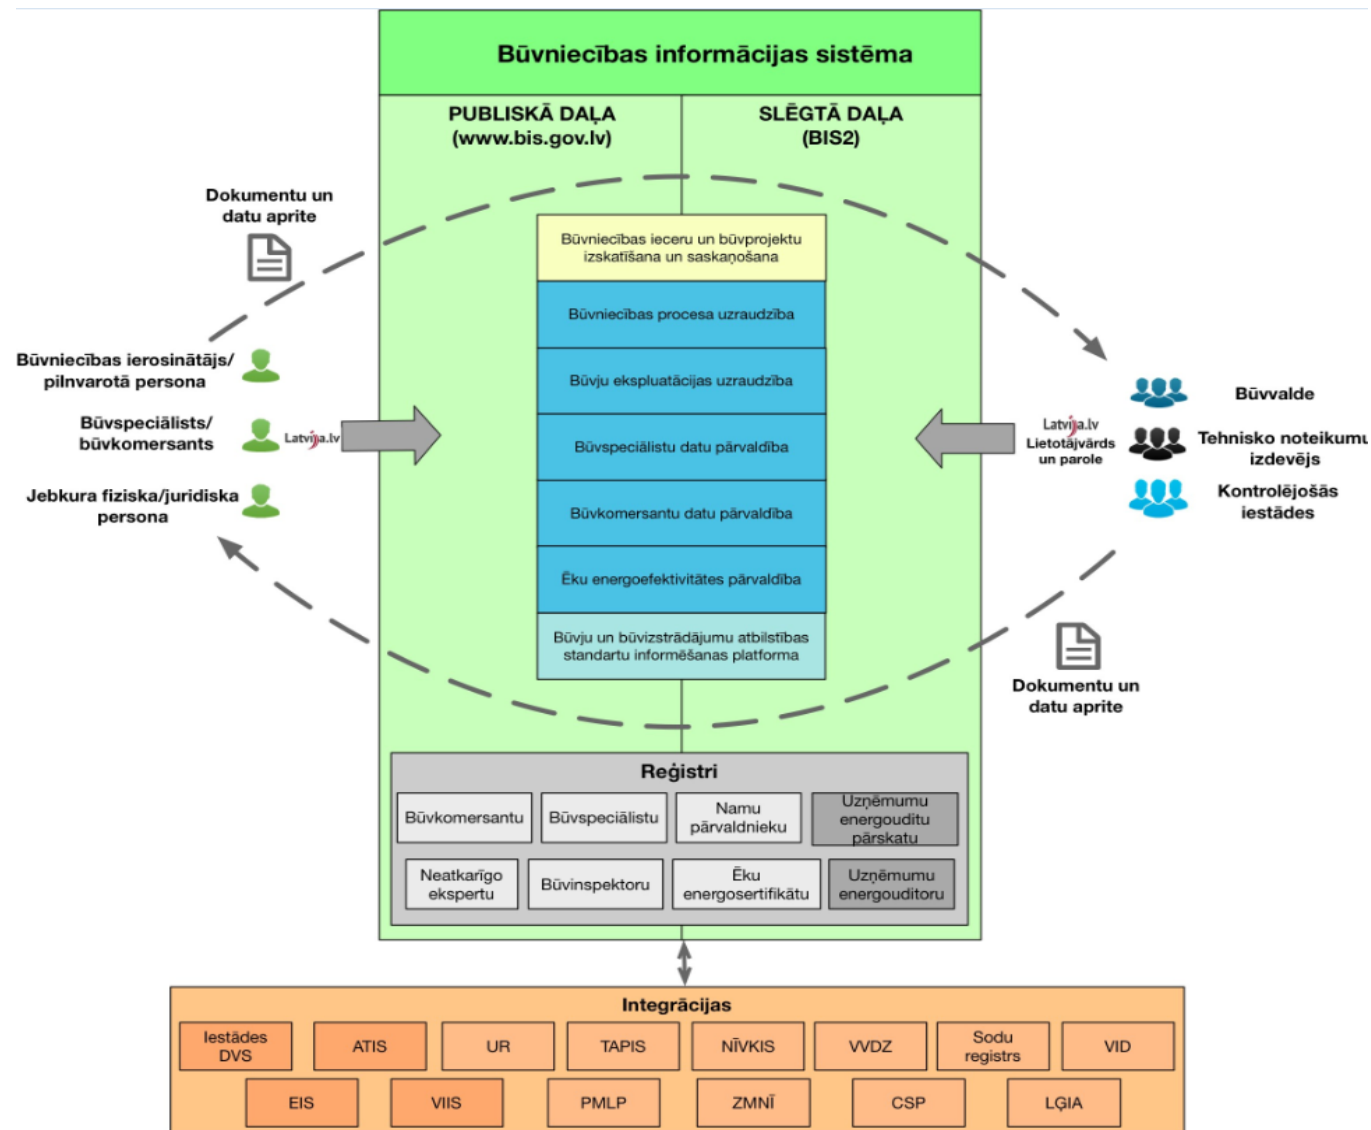 Būvniecības informācijas sistēma
PUBLISKĀ DAĻA
(www.bis.gov.lv)
SLĒGTĀ DAĻA
(BIS2)
Dokumentu un
datu aprite
Būvniecības ieceru un būvprojektu
izskatīšana un saskaņošana
Būvniecības procesa uzraudzība
Būvju ekspluatācijas uzraudzība
Būvspeciālistu datu pārvaldība
Būvkomersantu datu pārvaldība
Ēku energoefektivitātes pārvaldība
Būvju un būvizstrādājumu atbilstības
standartu informēšanas platforma
Būvniecības ierosinātājs/
pilnvarotā persona
Būvspeciālists/
būvkomersants
Jebkura fiziska/juridiska
persona
Latvija.lv
Latvija.lv
Lietotājvārds
un parole
Būvvalde
Tehnisko noteikumu
izdevējs
Kontrolējošās
iestādes
Dokumentu un
datu aprite
Reģistri
Būvkomersantu
Būvspeciālistu
Namu
pārvaldnieku
Uzņēmumu
energouditu
pārskatu
Neatkarīgo
ekspertu
Būvinspektoru
Ēku
energosertifikātu
Uzņēmumu
energouditoru
Integrācijas
Iestādes
DVS
ATIS
UR
TAPIS
NĪVKIS
VVDZ
Sodu
registrs
VID
EIS
VIIS
PMLP
ZMNĪ
CSP
LĢIA